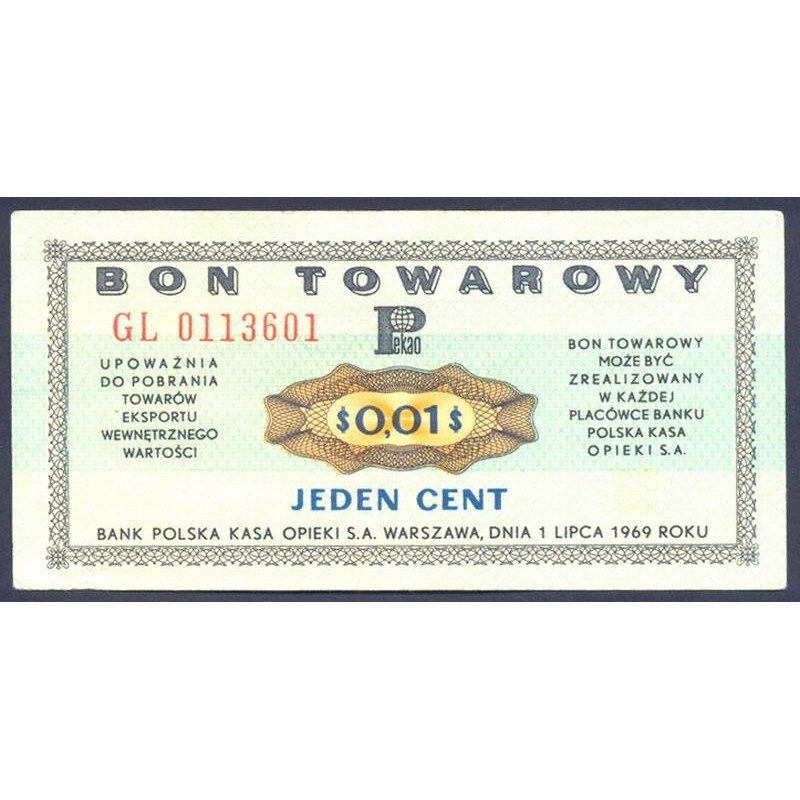 BON TOWAROWY
GL 0113601
Pekao
UPOWAŻNIA
DO POBRANIA
TOWARÓW
EKSPORTU
WEWNĘTRZNEGO
WARTOŚCI
$0,01$
BON TOWAROWY
MOŻE BYĆ
ZREALIZOWANY
W KAŻDEJ
PLACÓWCE BANKU
POLSKA KASA
OPIEKI S.A.
JEDEN CENT
BANK POLSKA KASA OPIEKI S.A. WARSZAWA, DNIA 1 LIPCA 1969 ROKU